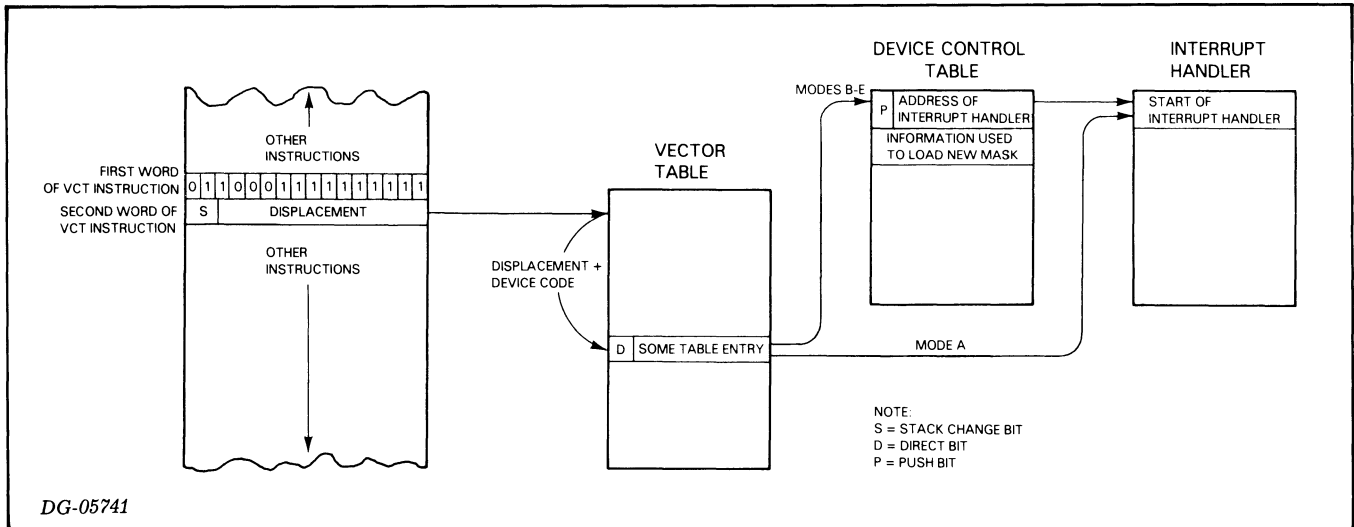 DEVICE CONTROL
TABLE
INTERRUPT
HANDLER
MODES B-E
P
ADDRESS OF
INTERRUPT HANDLER
START OF
INTERRUPT HANDLER
INFORMATION USED
TO LOAD NEW MASK
OTHER
INSTRUCTIONS
VECTOR
TABLE
FIRST WORD
OF VCT INSTRUCTION
0 1 1 0 0 0 1 1 1 1 1 1 1 1 1 1
SECOND WORD OF
VCT INSTRUCTION
S
DISPLACEMENT
OTHER
INSTRUCTIONS
DISPLACEMENT +
DEVICE CODE
D
SOME TABLE ENTRY
MODE A
NOTE:
S = STACK CHANGE BIT
D = DIRECT BIT
P = PUSH BIT
DG-05741